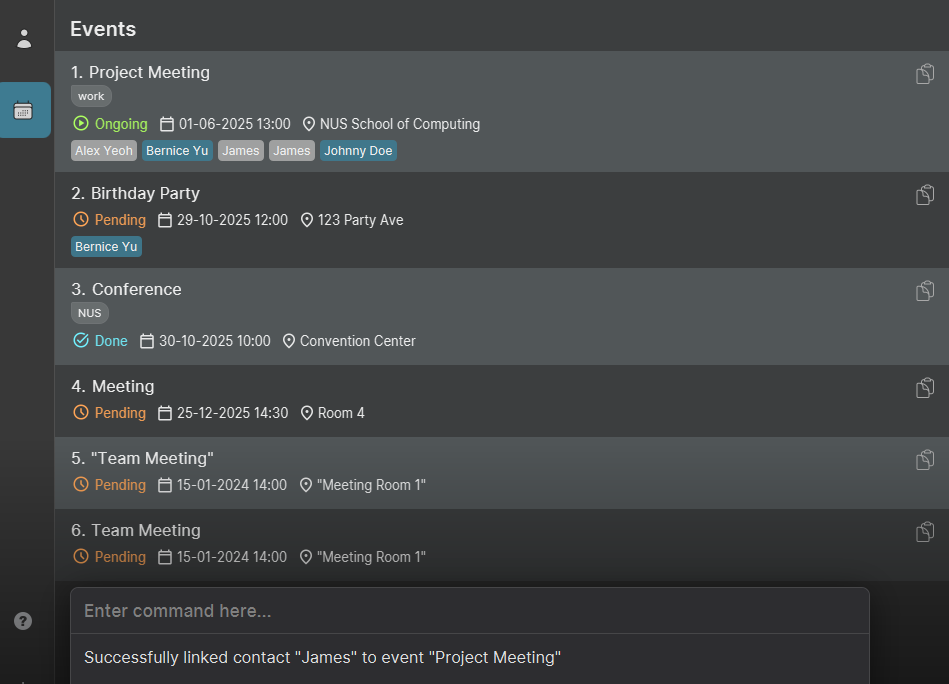 Events
1. Project Meeting
work
Ongoing 01-06-2025 13:00 NUS School of Computing
Alex Yeoh Bernice Yu James James Johnny Doe
2. Birthday Party
Pending 29-10-2025 12:00 123 Party Ave
Bernice Yu
3. Conference
NUS
Done 30-10-2025 10:00 Convention Center
4. Meeting
Pending 25-12-2025 14:30 Room 4
5. "Team Meeting"
Pending 15-01-2024 14:00 "Meeting Room 1"
6. Team Meeting
Pending 15-01-2024 14:00 "Meeting Room 1"
Enter command here...
?
Successfully linked contact "James" to event "Project Meeting"